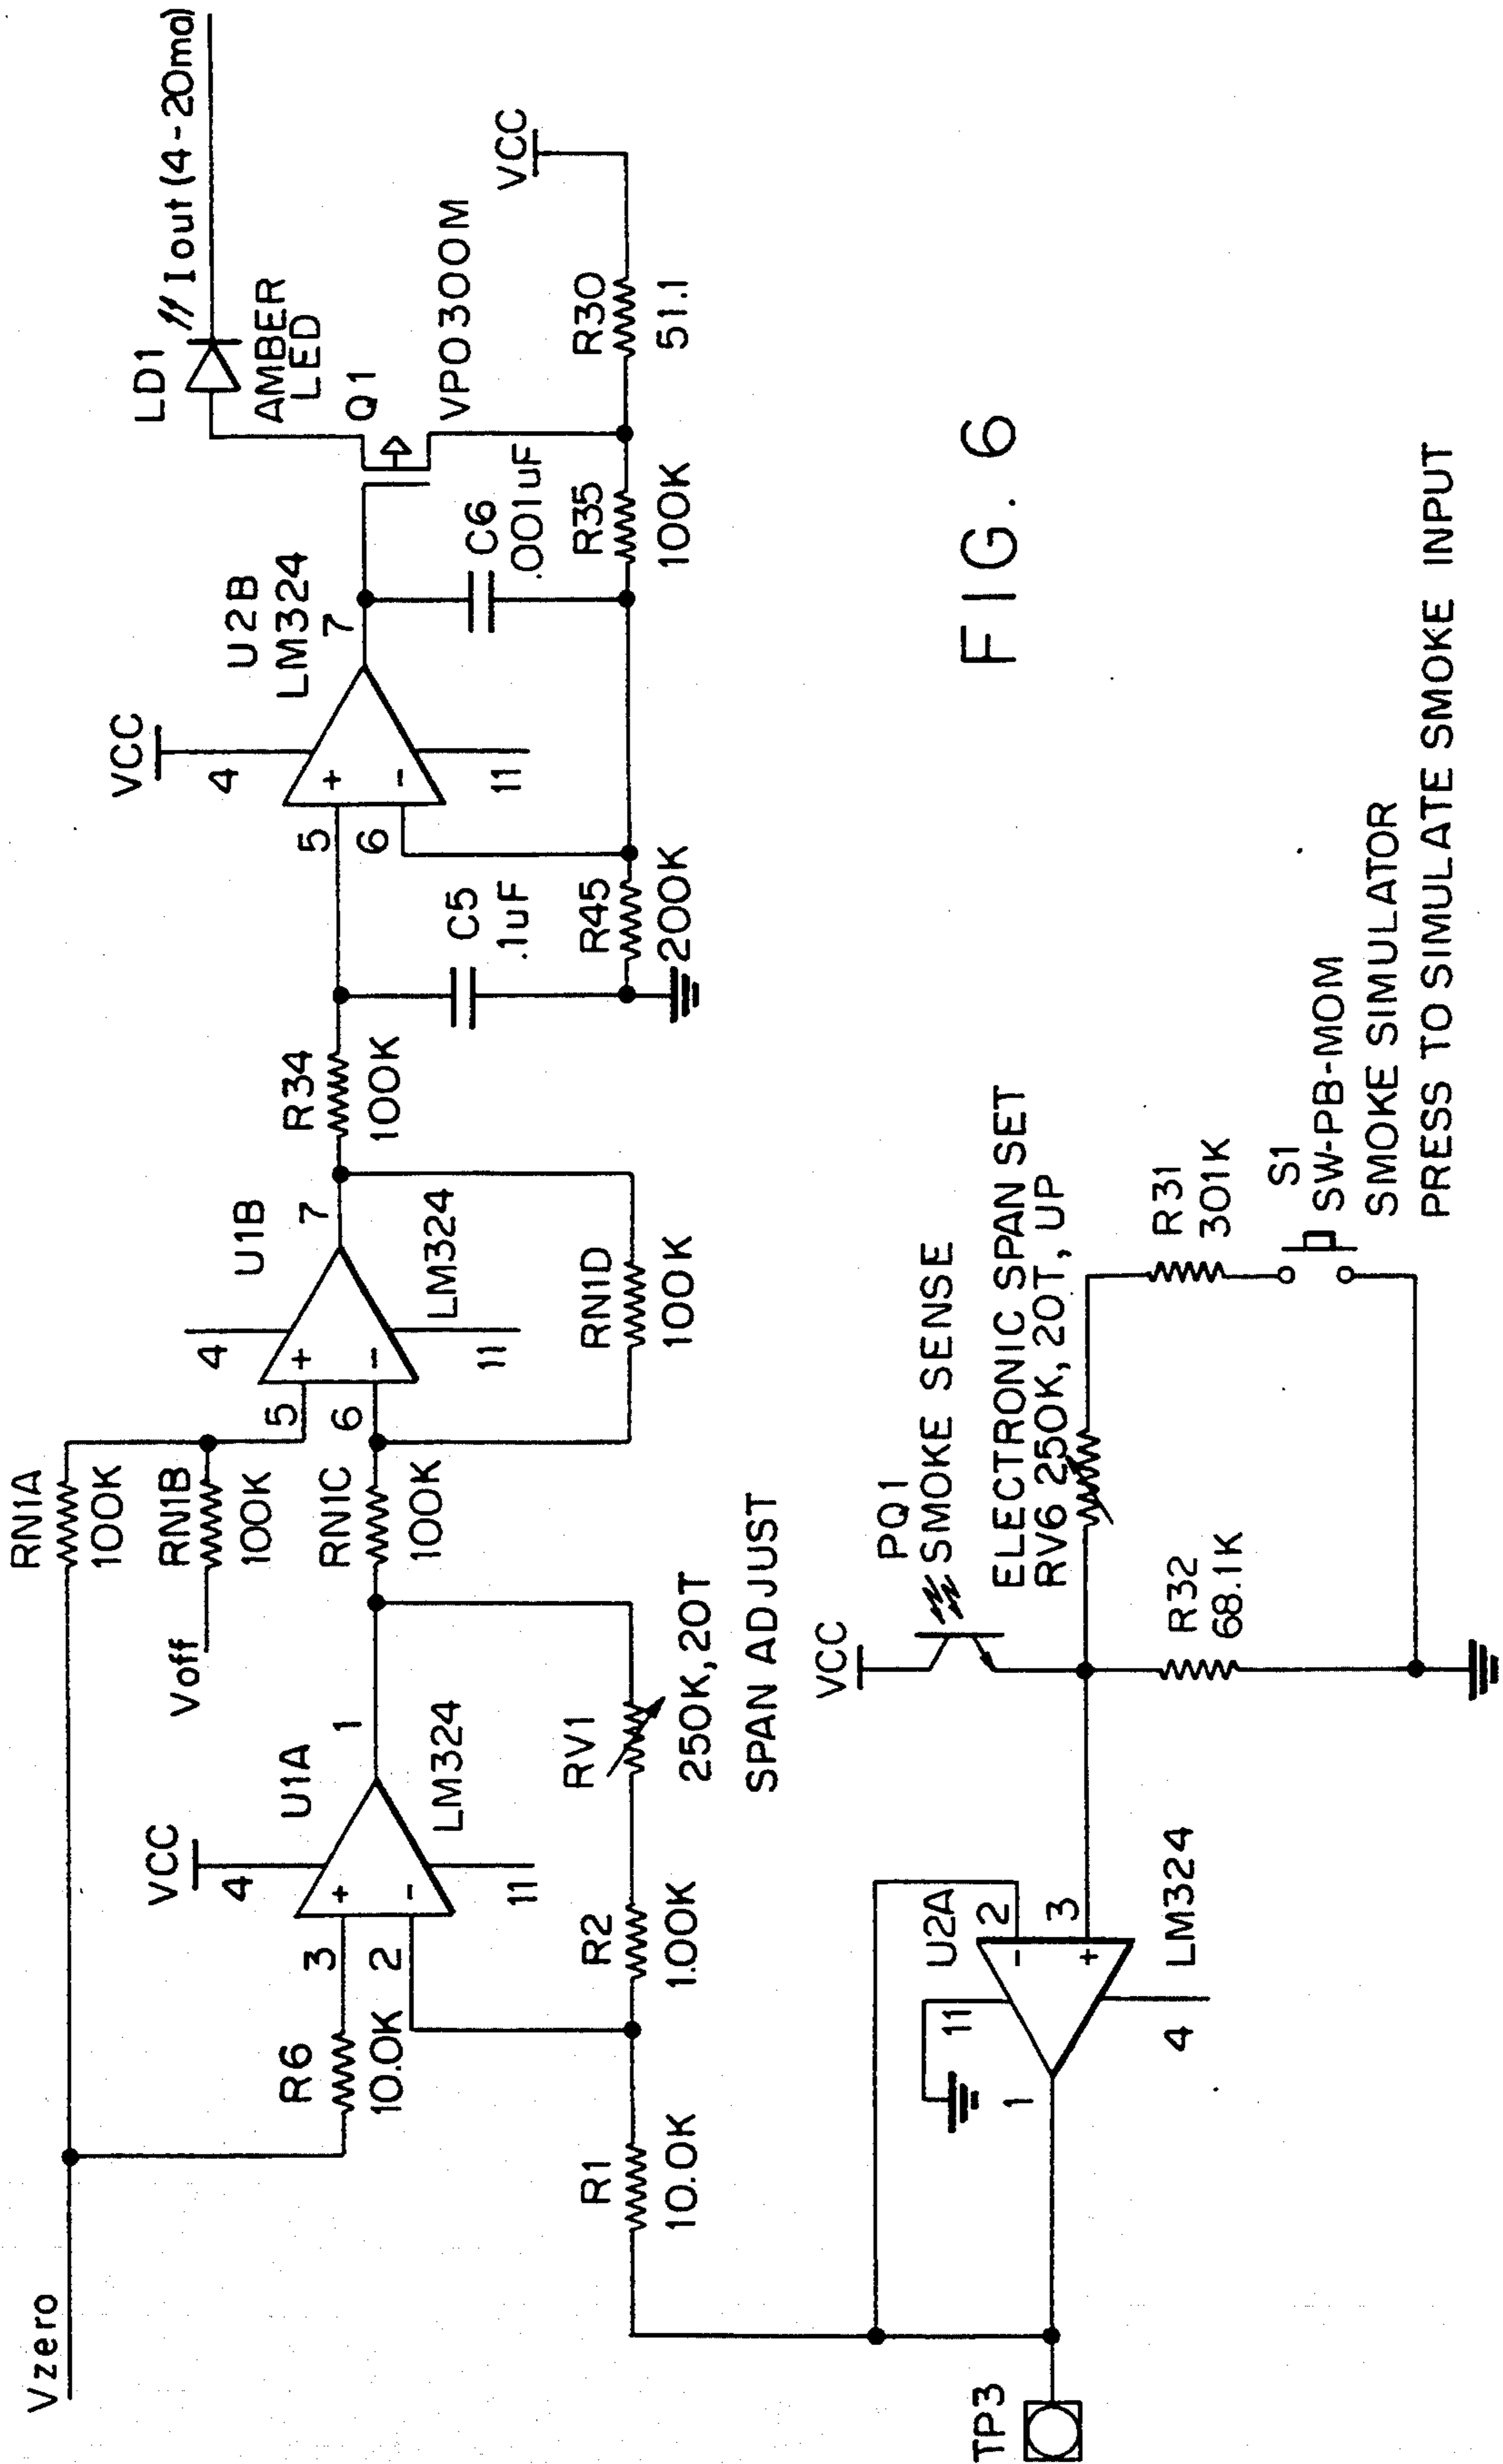 Vzero
RN1A
100K
RN1B
100K
Voff
RN1C
100K
VCC
4
U1A
3
2
1
11
LM324
R6
10.0K
R1
10.0K
R2
1.00K
RV1
250K,20T
SPAN ADJUST
4
U1B
5
6
7
11
LM324
RN1D
100K
R34
100K
C5
.1uF
R45
200K
VCC
4
U2B
LM324
5
6
7
11
C6
.001uF
R35
100K
LD1
AMBER
LED
Iout (4-20ma)
Q1
VP0300M
VCC
R30
51.1
TP3
U2A
11
2
3
1
4
LM324
VCC
PQ1
SMOKE SENSE
ELECTRONIC SPAN SET
RV6 250K, 20T, UP
R32
68.1K
R31
301K
S1
SW-PB-MOM
SMOKE SIMULATOR
PRESS TO SIMULATE SMOKE INPUT
FIG. 6